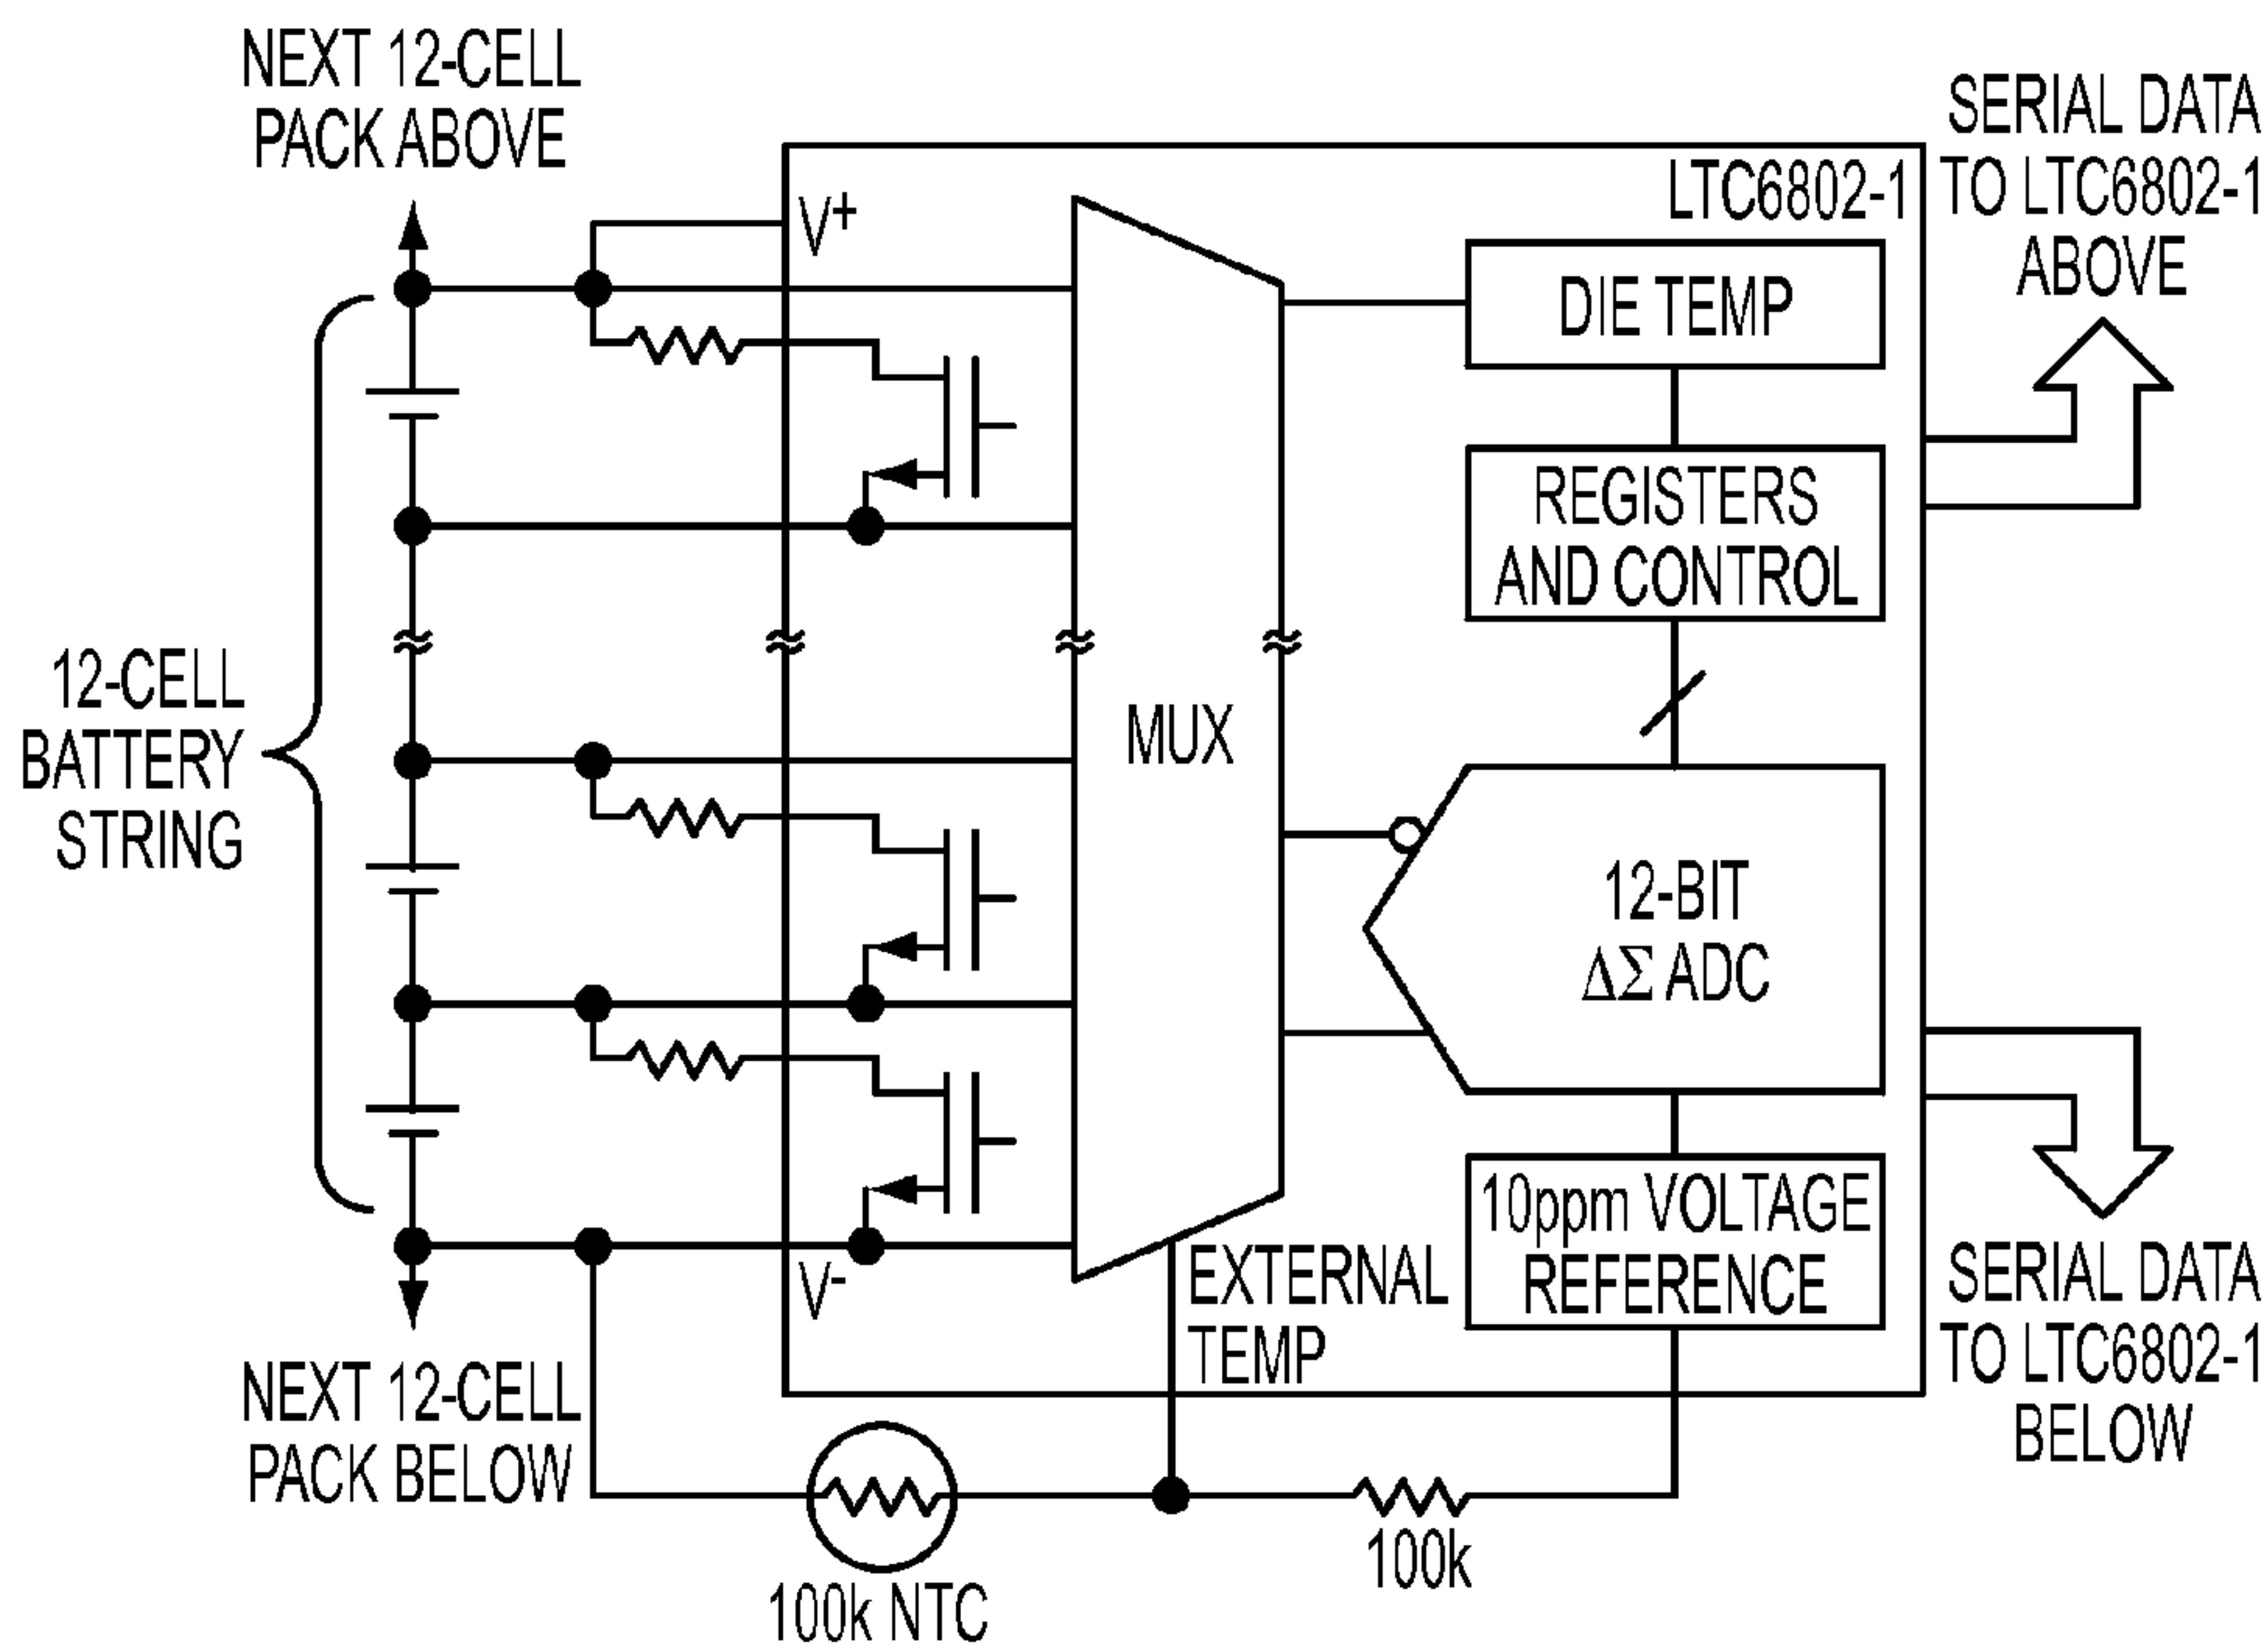 NEXT 12-CELL
PACK ABOVE
SERIAL DATA
TO LTC6802-1
ABOVE
LTC6802-1
V+
DIE TEMP
REGISTERS
AND CONTROL
12-CELL
BATTERY
STRING
MUX
12-BIT
ΔΣ ADC
10ppm VOLTAGE
REFERENCE
V-
EXTERNAL
TEMP
SERIAL DATA
TO LTC6802-1
BELOW
NEXT 12-CELL
PACK BELOW
100k NTC
100k